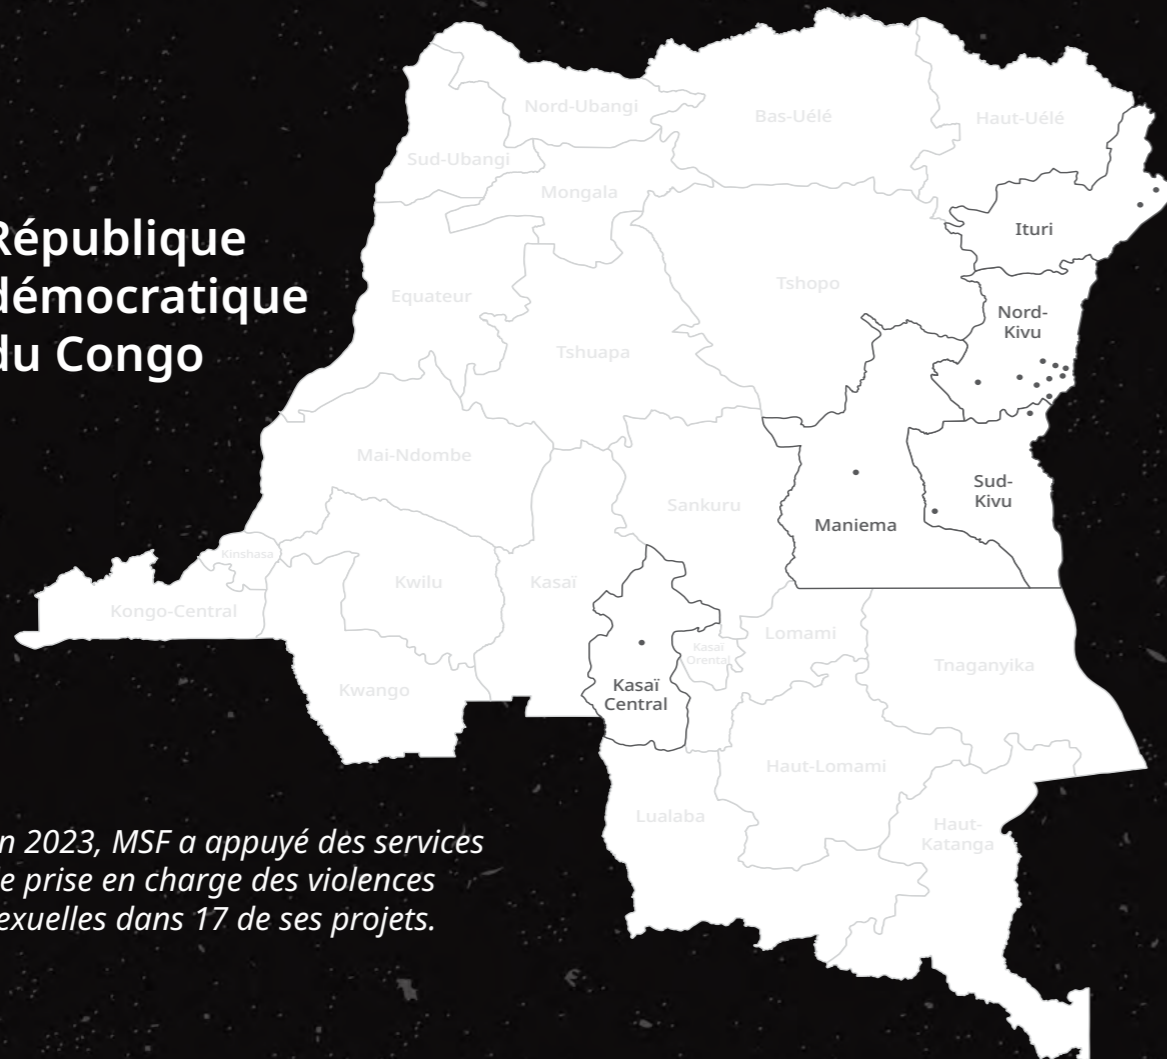 République
démocratique
du Congo
Nord-Ubangi
Bas-Uélé
Haut-Uélé
Sud-Ubangi
Mongala
Ituri
Equateur
Tshopo
Nord-
Kivu
Tshuapa
Mai-Ndombe
Sankuru
Sud-
Kivu
Maniema
Kinshasa
Kongo-Central
Kwilu
Kasaï
Lomami
Kasaï
Orental
Tnaganyika
Kwango
Kasaï
Central
Haut-Lomami
Lualaba
Haut-
Katanga
n 2023, MSF a appuyé des services
e prise en charge des violences
exuelles dans 17 de ses projets.